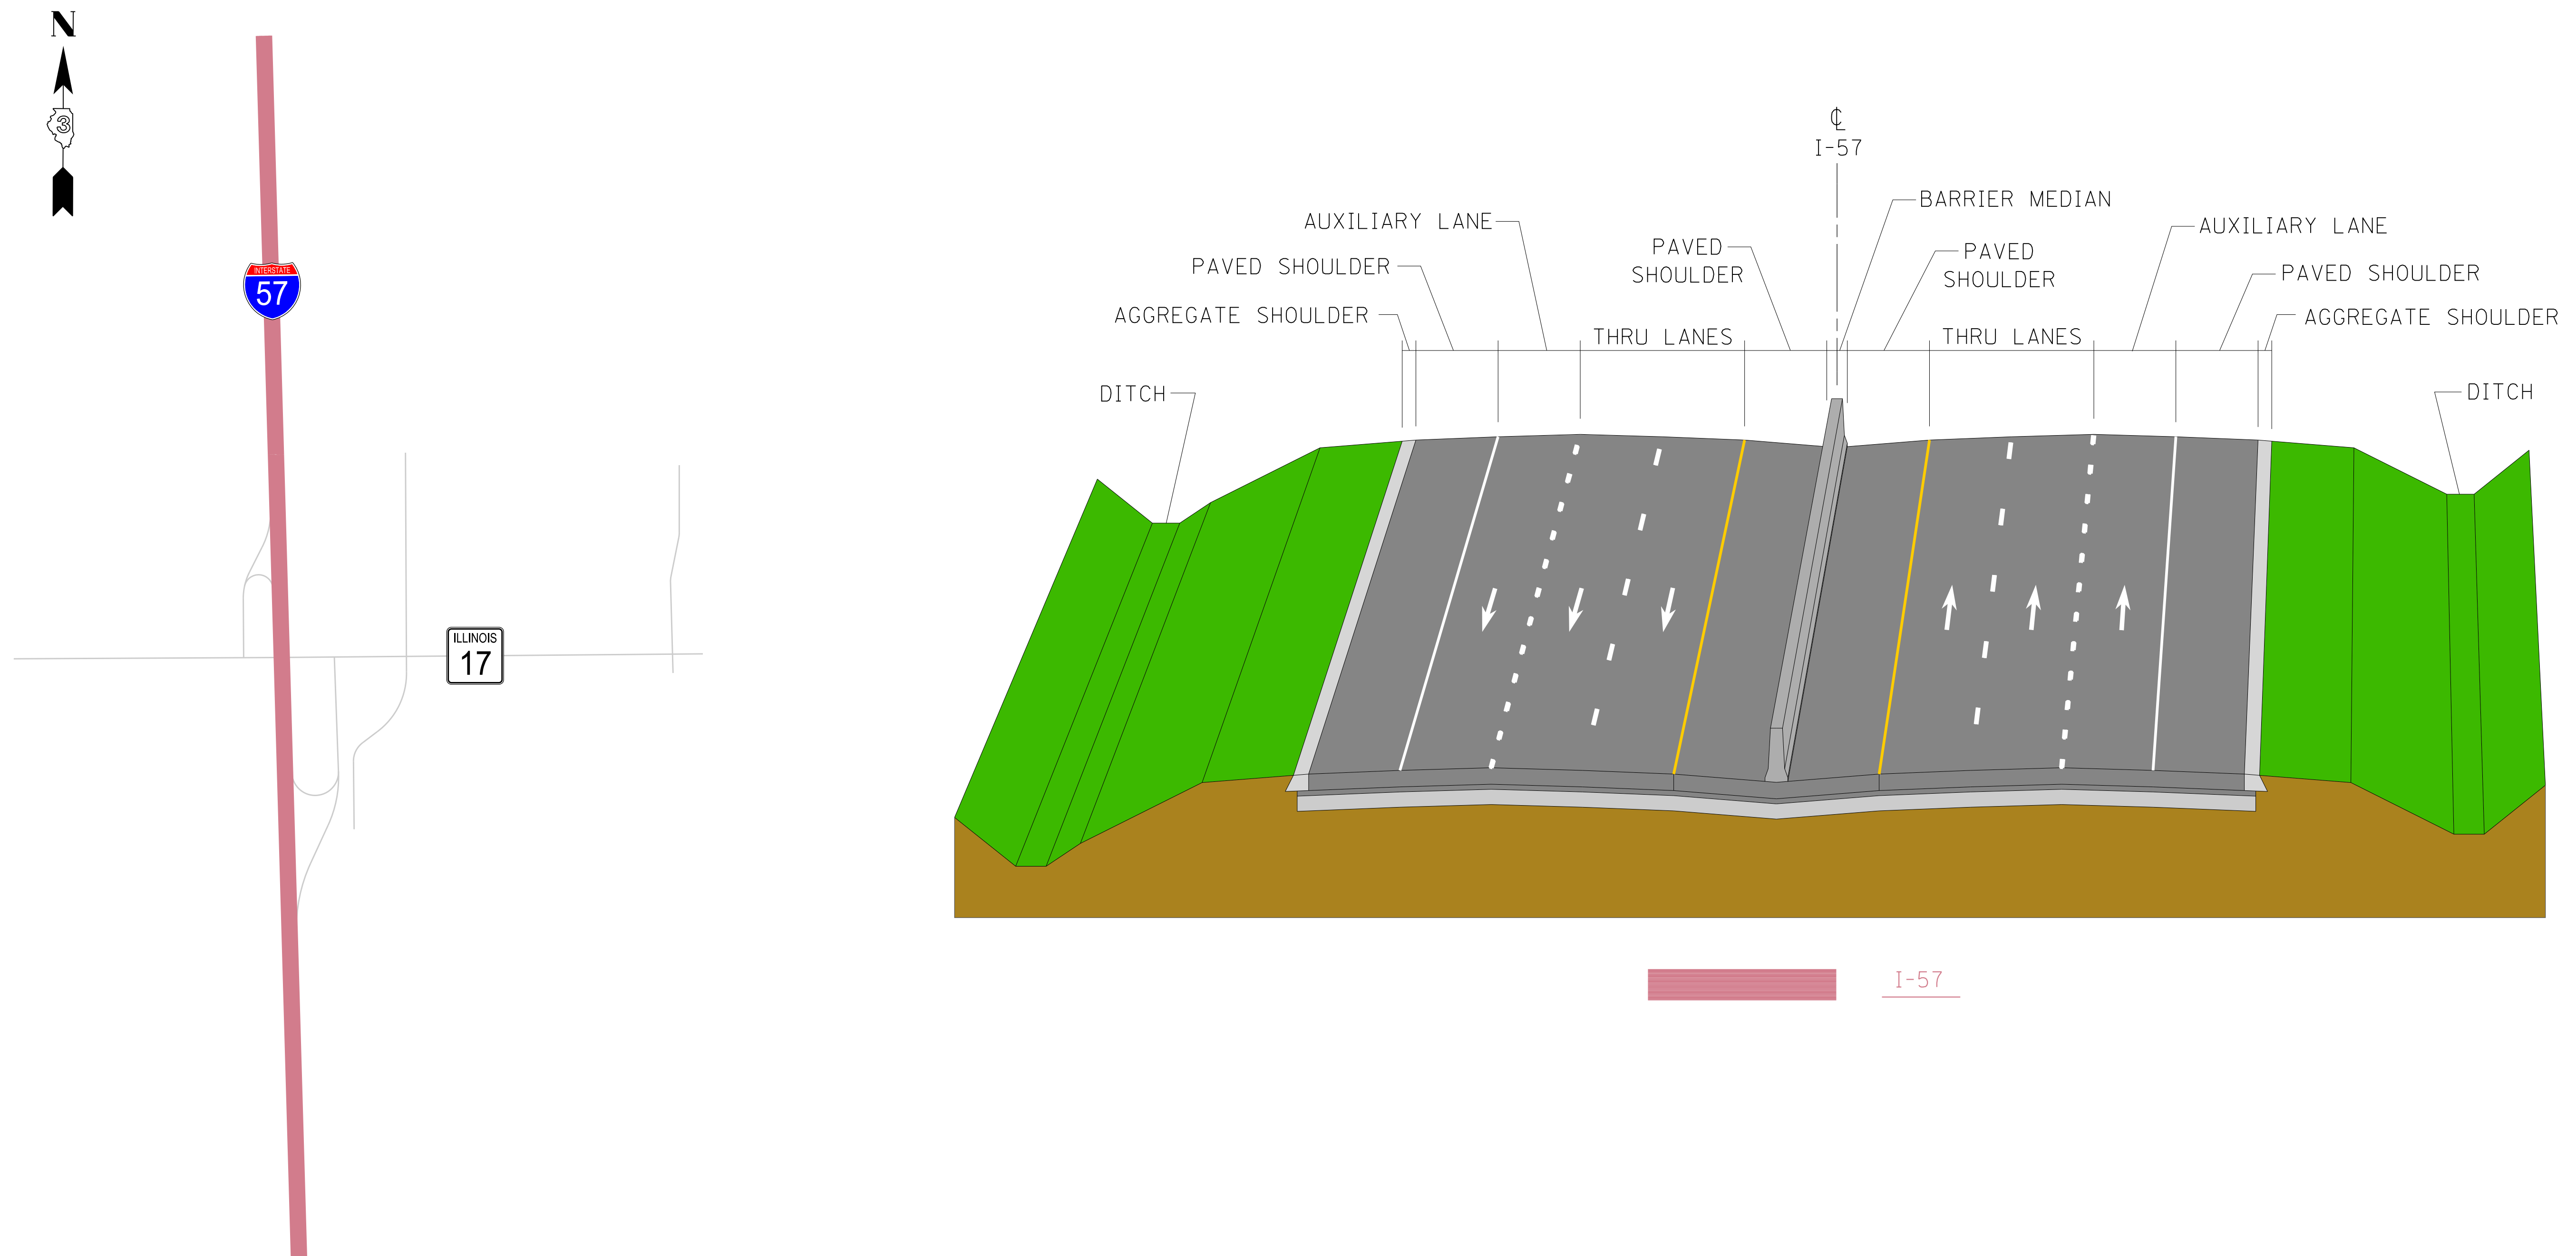 N
3
INTERSTATE
57
ILLINOIS
17
℄
I-57
BARRIER MEDIAN
AUXILIARY LANE
AUXILIARY LANE
PAVED
SHOULDER
PAVED
SHOULDER
PAVED SHOULDER
PAVED SHOULDER
AGGREGATE SHOULDER
AGGREGATE SHOULDER
THRU LANES
THRU LANES
DITCH
DITCH
I-57